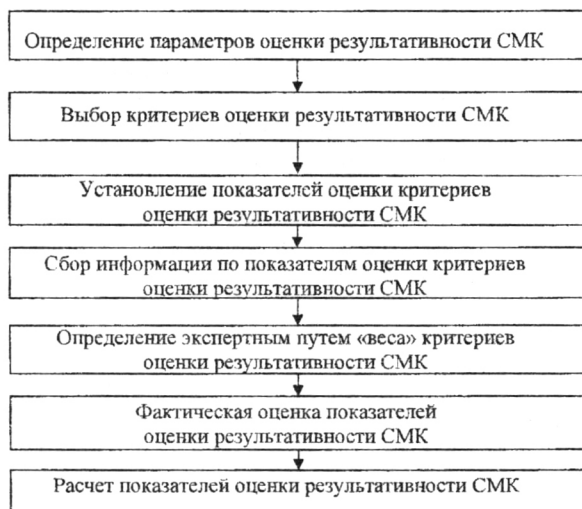 Определение параметров оценки результативности СМК
Выбор критериев оценки результативности СМК
Установление показателей оценки критериев
оценки результативности СМК
Сбор информации по показателям оценки критериев
оценки результативности СМК
Определение экспертным путем «веса» критериев
оценки результативности СМК
Фактическая оценка показателей
оценки результативности СМК
Расчет показателей оценки результативности СМК